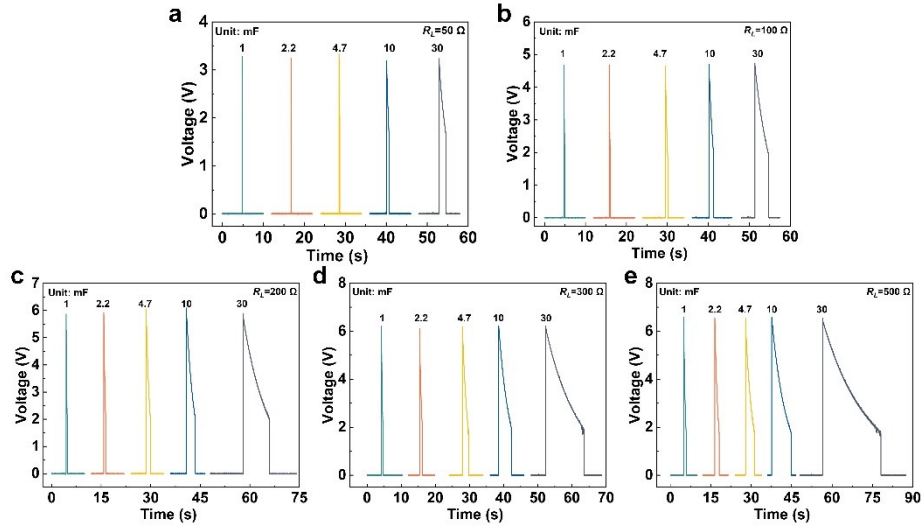 a
Unit: mF
R_L=50 Ω
1 2.2 4.7 10 30
4
3
2
1
0
Voltage (V)
0 10 20 30 40 50 60
Time (s)
b
Unit: mF
R_L=100 Ω
1 2.2 4.7 10 30
6
5
4
3
2
1
0
Voltage (V)
0 10 20 30 40 50 60
Time (s)
c
Unit: mF
R_L=200 Ω
1 2.2 4.7 10 30
7
6
5
4
3
2
1
0
Voltage (V)
0 15 30 45 60 75
Time (s)
d
Unit: mF
R_L=300 Ω
1 2.2 4.7 10 30
8
6
4
2
0
Voltage (V)
0 10 20 30 40 50 60 70
Time (s)
e
Unit: mF
R_L=500 Ω
1 2.2 4.7 10 30
8
6
4
2
0
Voltage (V)
0 15 30 45 60 75 90
Time (s)